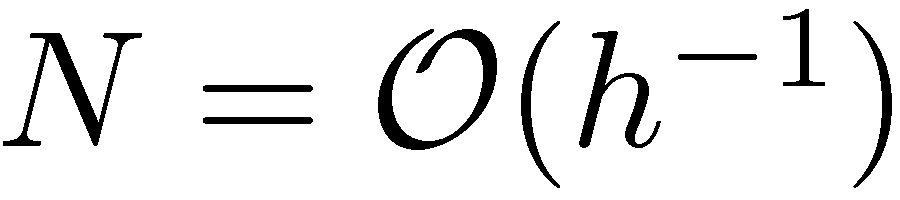 N = 𝒪(h⁻¹)